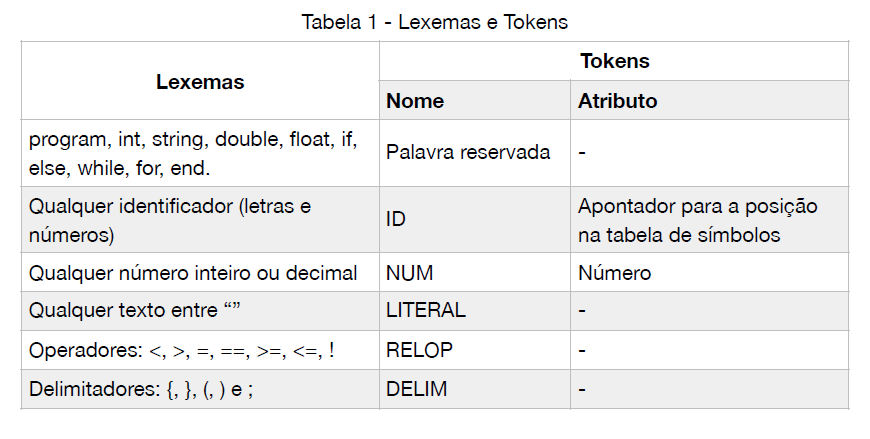 Tabela 1 - Lexemas e Tokens
Lexemas
Tokens
Nome
Atributo
program, int, string, double, float, if,
else, while, for, end.
Palavra reservada
-
Qualquer identificador (letras e
números)
ID
Apontador para a posição
na tabela de símbolos
Qualquer número inteiro ou decimal
NUM
Número
Qualquer texto entre “”
LITERAL
-
Operadores: <, >, =, ==, >=, <=, !
RELOP
-
Delimitadores: {, }, (, ) e ;
DELIM
-